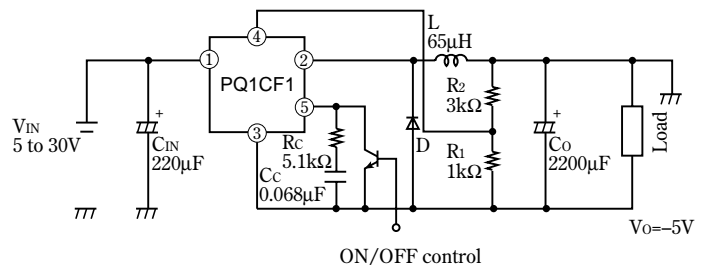 4
L
65µH
1
2
PQ1CF1
R2
3kΩ
5
3
VIN
5 to 30V
+
CIN
220µF
RC
5.1kΩ
CC
0.068µF
D
R1
1kΩ
+
CO
2200µF
Load
VO=–5V
ON/OFF control